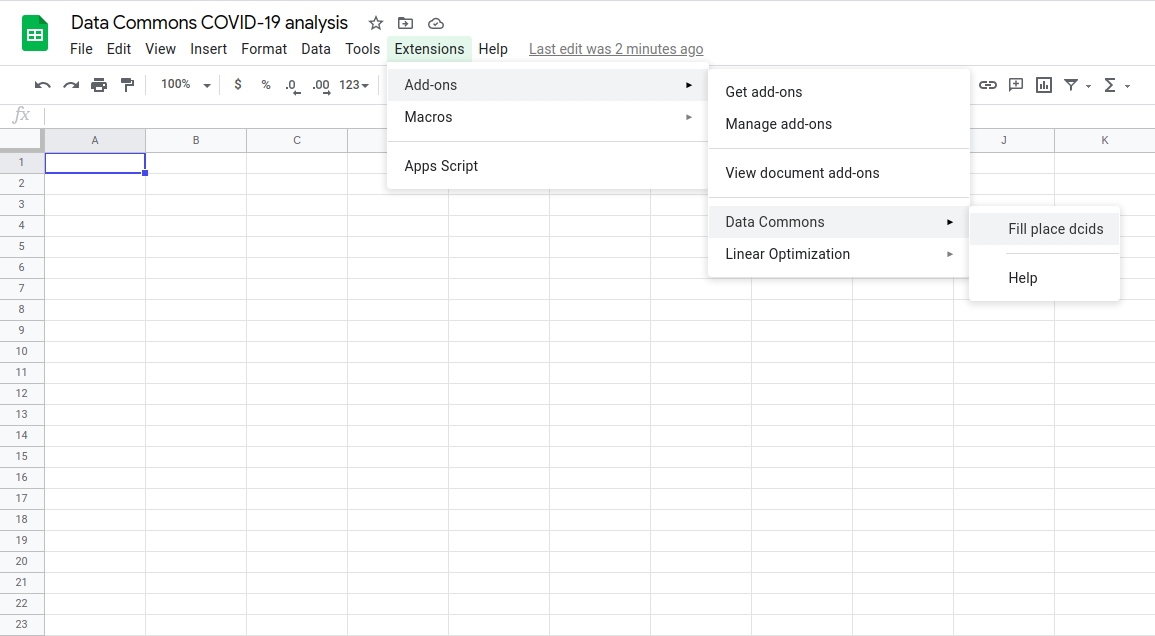 Data Commons COVID-19 analysis
File Edit View Insert Format Data Tools Extensions Help Last edit was 2 minutes ago
100% $ % .0 .00 123
Add-ons
Macros
Apps Script
Get add-ons
Manage add-ons
View document add-ons
Data Commons
Linear Optimization
Fill place dcids
Help
fx
A B C J K
1
2
3
4
5
6
7
8
9
10
11
12
13
14
15
16
17
18
19
20
21
22
23